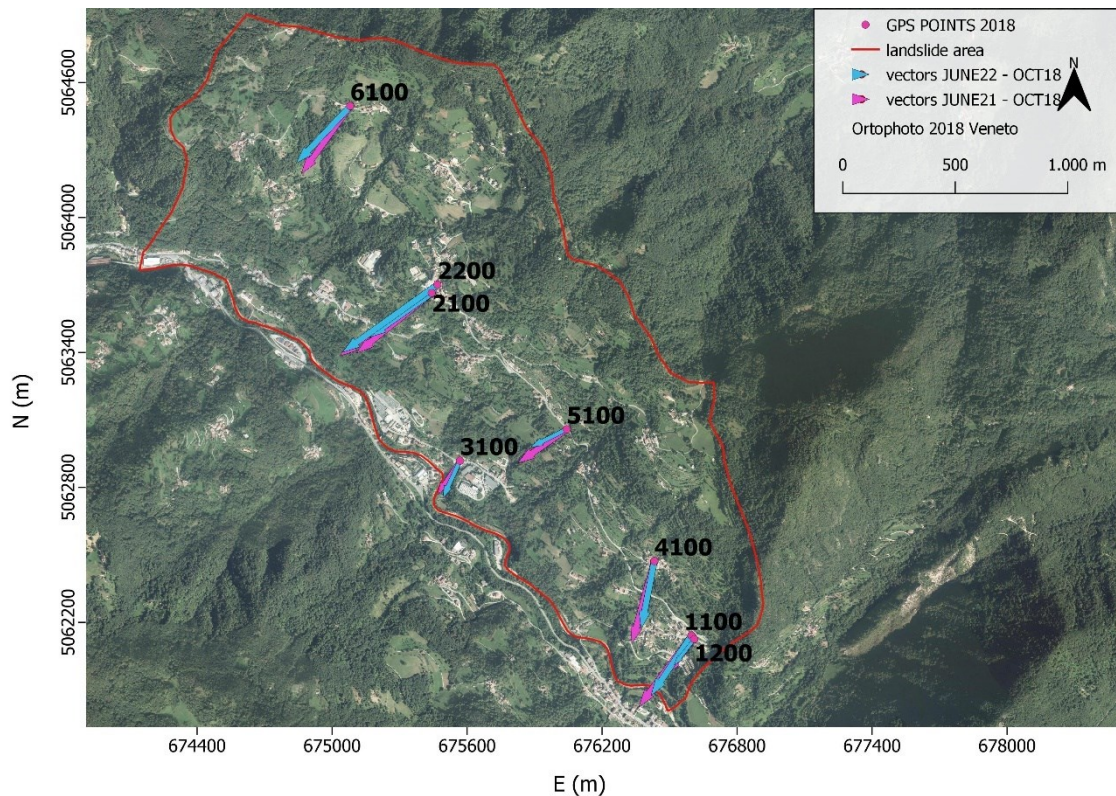 GPS POINTS 2018
landslide area
vectors JUNE22 - OCT18
vectors JUNE21 - OCT18
N
Ortophoto 2018 Veneto
0 500 1.000 m
5064600
5064000
5063400
5062800
5062200
N (m)
6100
2200
2100
5100
3100
4100
1100
1200
674400 675000 675600 676200 676800 677400 678000
E (m)